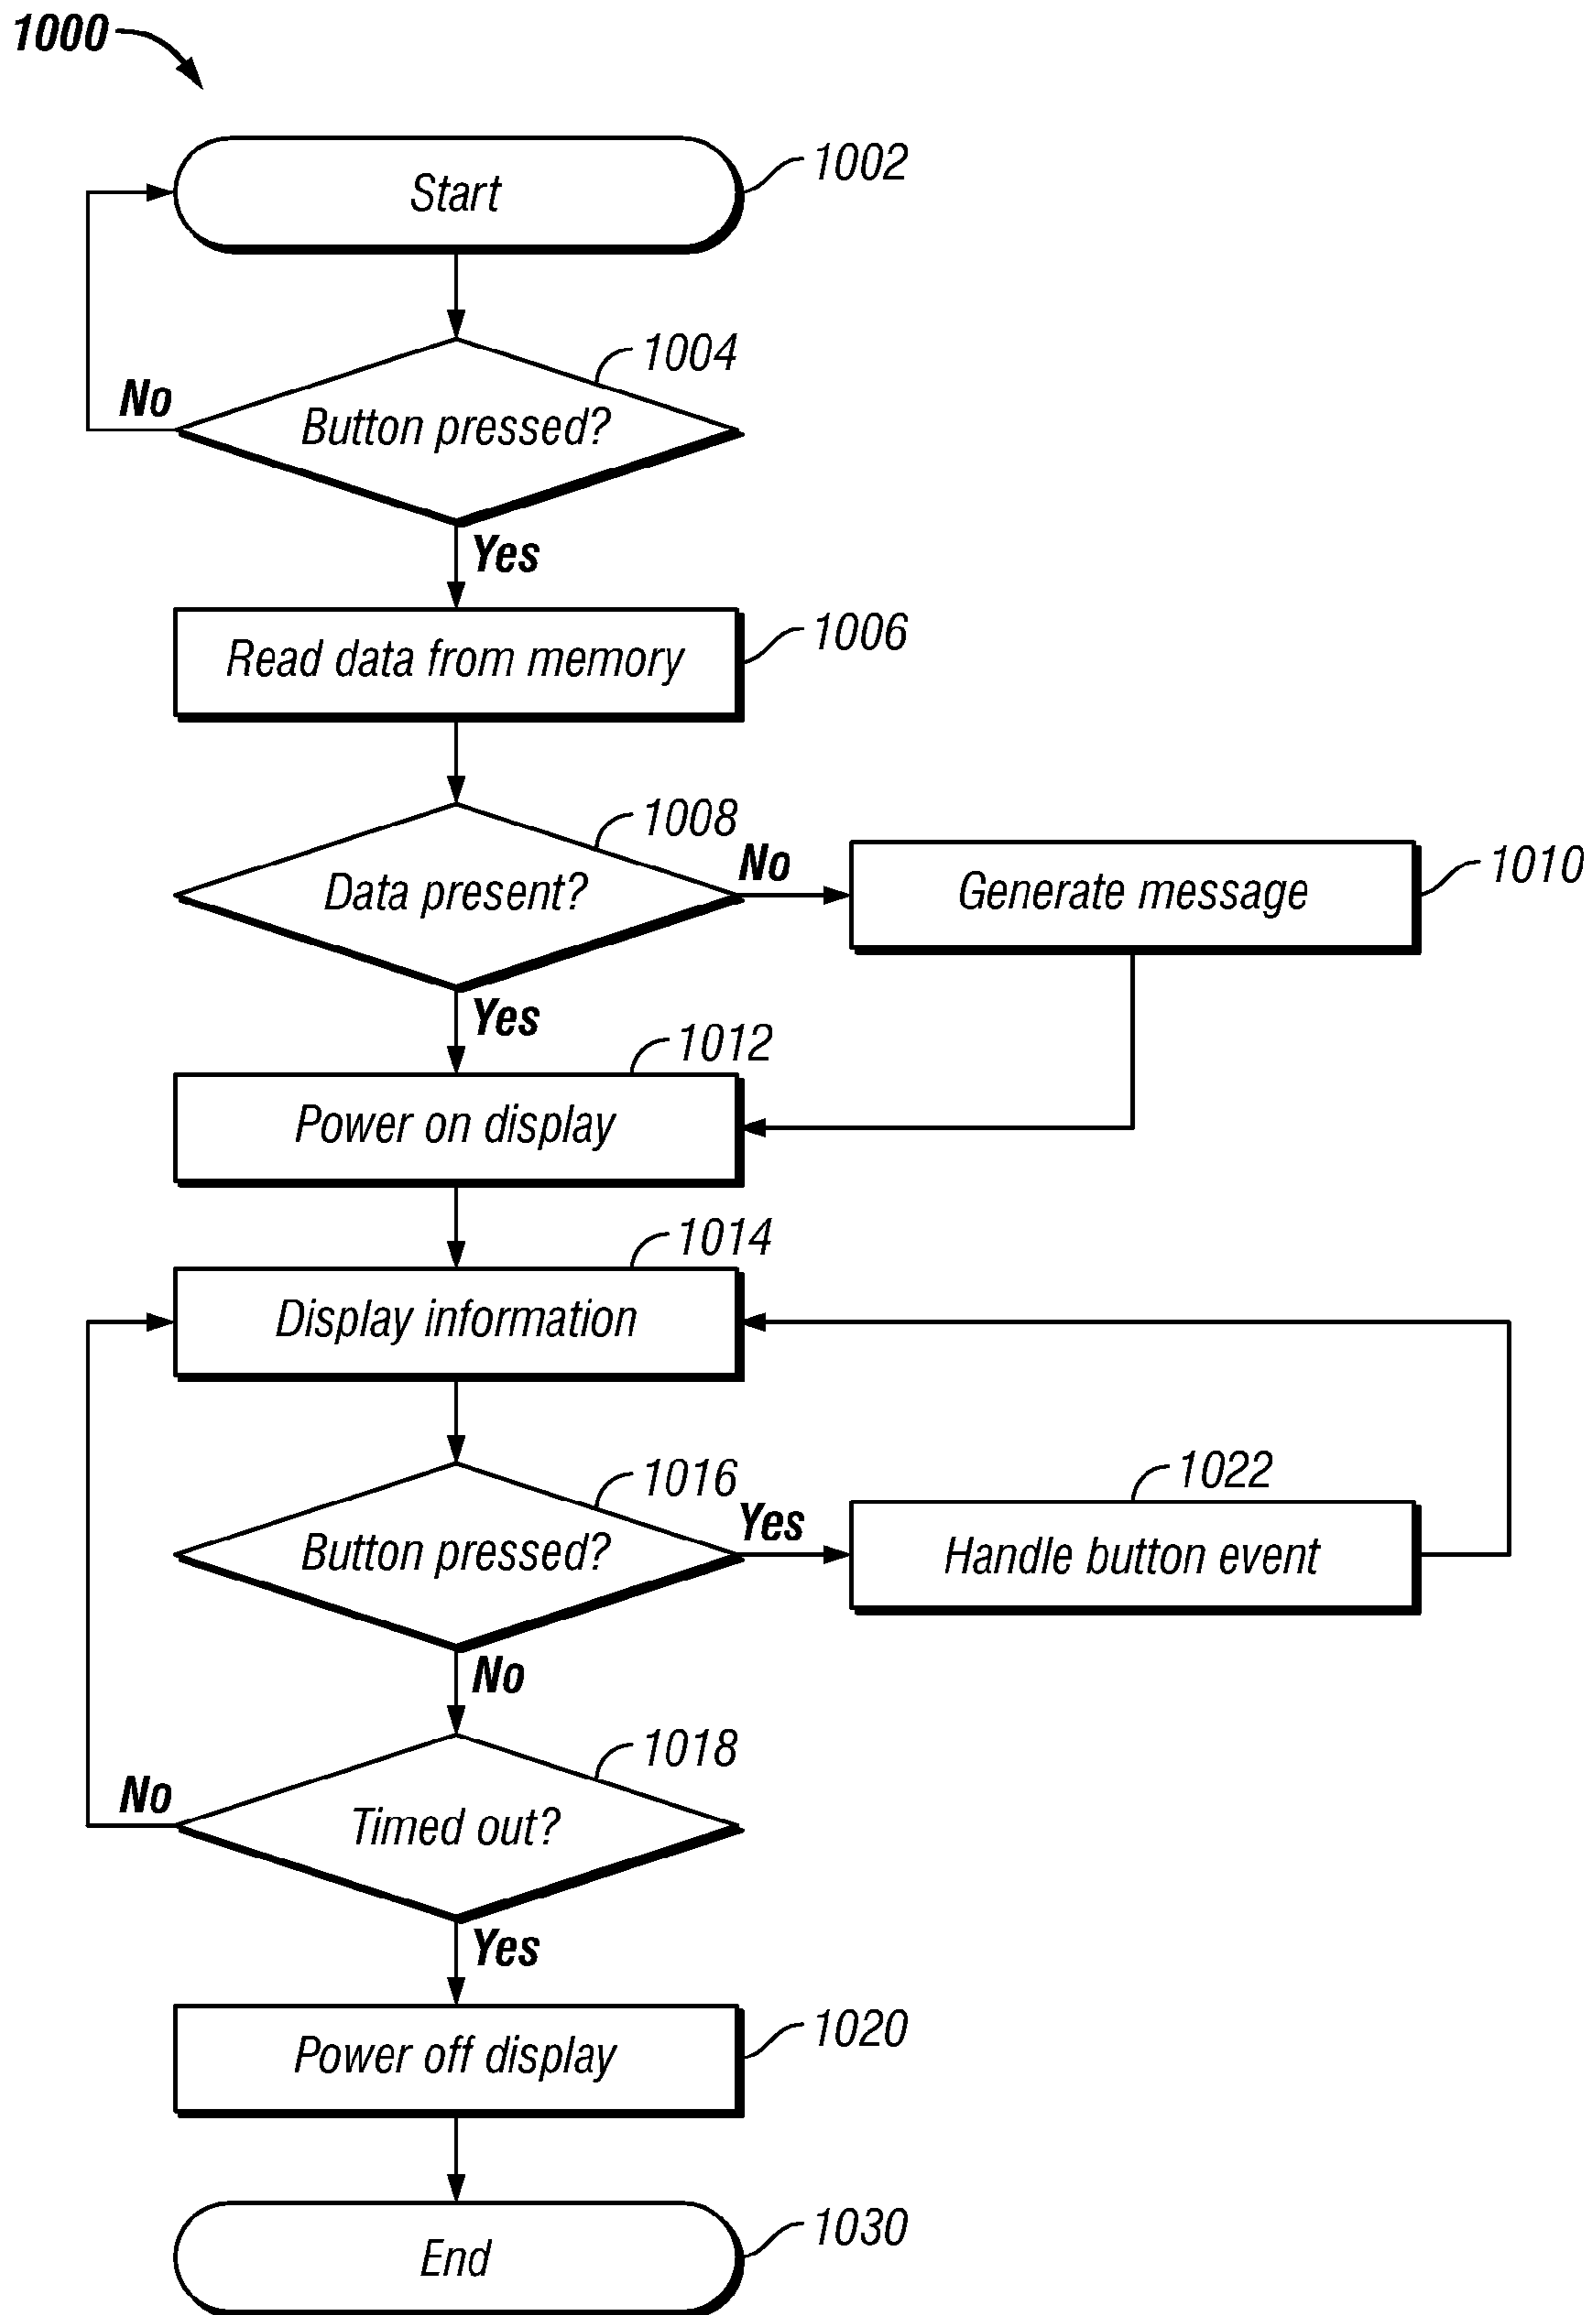 1000
Start
1002
1004
Button pressed?
No
Yes
Read data from memory
1006
1008
Data present?
No
Generate message
1010
Yes
1012
Power on display
1014
Display information
1016
Button pressed?
Yes
1022
Handle button event
No
1018
Timed out?
No
Yes
Power off display
1020
End
1030